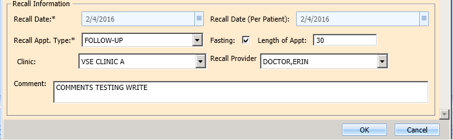 Recall Information
Recall Date:* 2/4/2016 Recall Date (Per Patient): 2/4/2016
Recall Appt. Type:* FOLLOW-UP Fasting: Length of Appt: 30
Clinic: VSE CLINIC A Recall Provider DOCTOR,ERIN
Comment: COMMENTS TESTING WRITE
OK Cancel